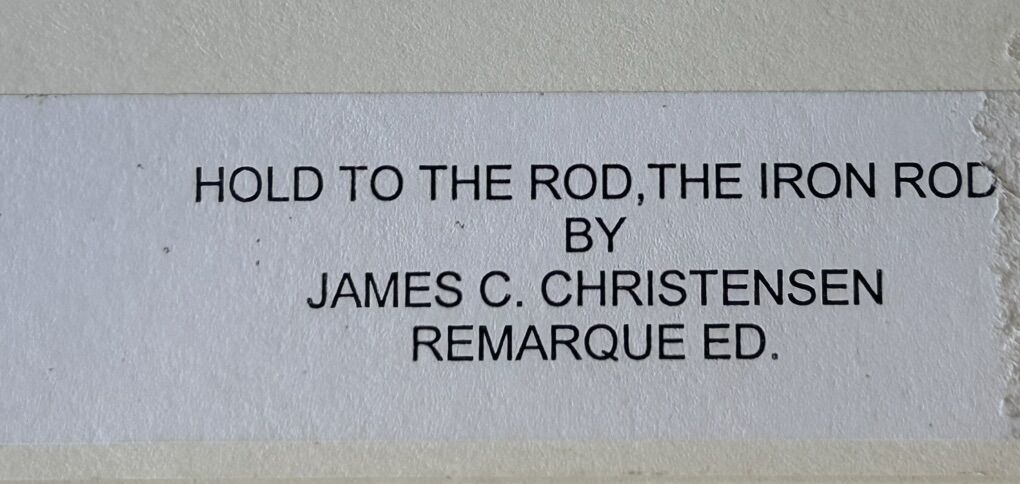 HOLD TO THE ROD,THE IRON ROD
BY
JAMES C. CHRISTENSEN
REMARQUE ED.